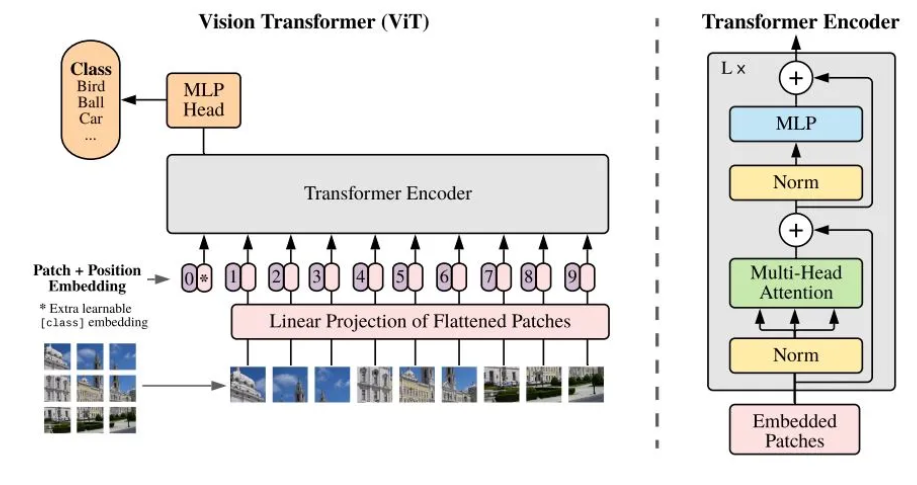 Vision Transformer (ViT)
Class
Bird
Ball
Car
...
MLP
Head
Transformer Encoder
Patch + Position
Embedding
* Extra learnable
[class] embedding
0 * 1 2 3 4 5 6 7 8 9
Linear Projection of Flattened Patches
Transformer Encoder
L x
+
MLP
Norm
+
Multi-Head
Attention
Norm
Embedded
Patches